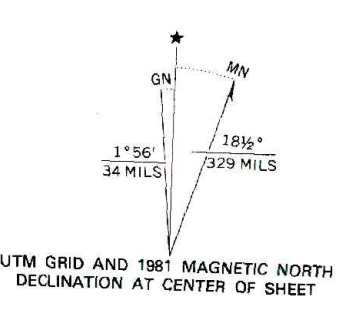 ★
GN
MN
1°56′
34 MILS
18½°
329 MILS
UTM GRID AND 1981 MAGNETIC NORTH
DECLINATION AT CENTER OF SHEET